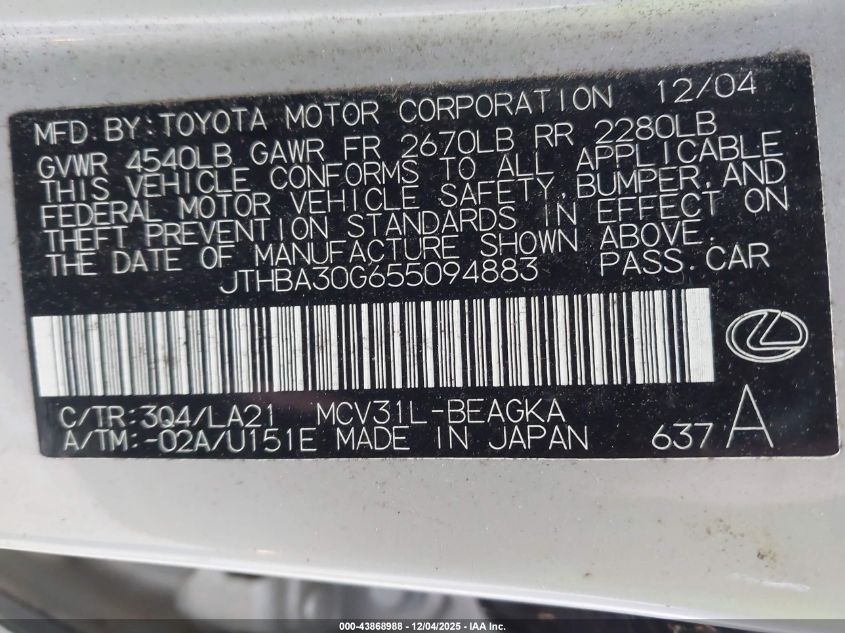 MFD. BY: TOYOTA MOTOR CORPORATION 12/04
GVWR 4540LB GAWR FR 2670LB RR 2280LB
THIS VEHICLE CONFORMS TO ALL APPLICABLE
FEDERAL MOTOR VEHICLE SAFETY, BUMPER, AND
THEFT PREVENTION STANDARDS IN EFFECT ON
THE DATE OF MANUFACTURE SHOWN ABOVE.
JTHBA30G655094883 PASS. CAR
C/TR: 3Q4/LA21 MCV31L-BEAGKA
A/TM: -02A/U151E MADE IN JAPAN 637 A
000-43868988 - 12/04/2025 - IAA Inc.